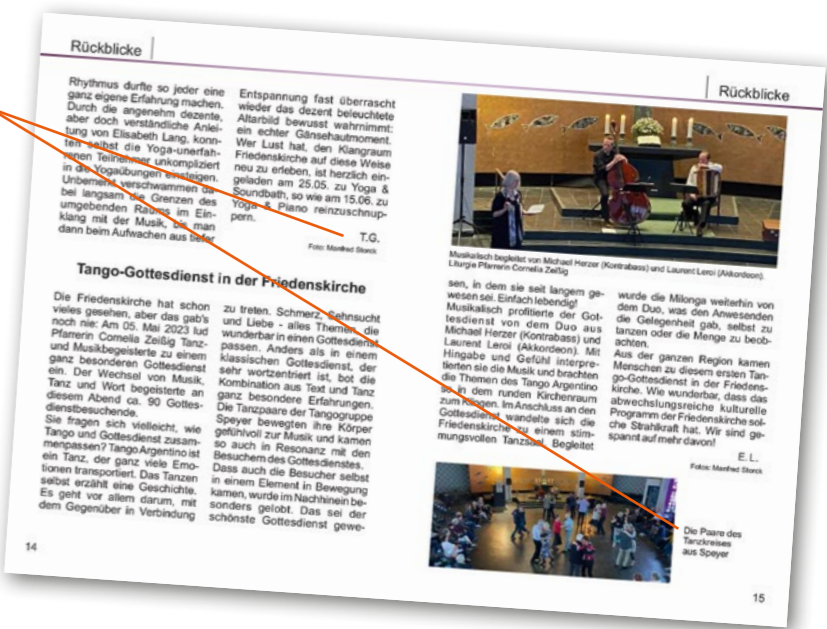 Rückblicke
Rhythmus durfte so jeder eine
ganz eigene Erfahrung machen.
Durch die angenehm dezente,
aber doch verständliche Anlei-
tung von Elisabeth Lang, konn-
ten selbst die Yoga-unerfah-
renen Teilnehmer unkompliziert
in die Yogaübungen einsteigen.
Unbemerkt verschwammen da
bei langsam die Grenzen des
umgebenden Raums im Ein-
klang mit der Musik, bis man
dann beim Aufwachen aus tiefer
Entspannung fast überrascht
wieder das dezent beleuchtete
Altarbild bewusst wahrnimmt:
ein echter Gänsehautmoment.
Wer Lust hat, den Klangraum
Friedenskirche auf diese Weise
neu zu erleben, ist herzlich ein-
geladen am 25.05. zu Yoga &
Soundbath, so wie am 15.06. zu
Yoga & Piano reinzuschnup-
pern.
T.G.
Foto: Manfred Storck
Tango-Gottesdienst in der Friedenskirche
Die Friedenskirche hat schon
vieles gesehen, aber das gab's
noch nie: Am 05. Mai 2023 lud
Pfarrerin Cornelia Zeißig Tanz-
und Musikbegeisterte zu einem
ganz besonderen Gottesdienst
ein. Der Wechsel von Musik,
Tanz und Wort begeisterte an
diesem Abend ca. 90 Gottes-
dienstbesuchende.
Sie fragen sich vielleicht, wie
Tango und Gottesdienst zusam-
menpassen? Tango Argentino ist
ein Tanz, der ganz viele Emo-
tionen transportiert. Das Tanzen
selbst erzählt eine Geschichte.
Es geht vor allem darum, mit
dem Gegenüber in Verbindung
zu treten. Schmerz, Sehnsucht
und Liebe - alles Themen, die
wunderbar in einen Gottesdienst
passen. Anders als in einem
klassischen Gottesdienst, der
sehr wortzentriert ist, bot die
Kombination aus Text und Tanz
ganz besondere Erfahrungen.
Die Tanzpaare der Tangogruppe
Speyer bewegten ihre Körper
gefühlvoll zur Musik und kamen
so auch in Resonanz mit den
Besuchern des Gottesdienstes.
Dass auch die Besucher selbst
in einem Element in Bewegung
kamen, wurde im Nachhinein be-
sonders gelobt. Das sei der
schönste Gottesdienst gewe-
14
Rückblicke
Musikalisch begleitet von Michael Herzer (Kontrabass) und Laurent Leroi (Akkordeon).
Liturgie Pfarrerin Cornelia Zeißig
sen, in dem sie seit langem ge-
wesen sei. Einfach lebendig!
Musikalisch profitierte der Got-
tesdienst von dem Duo aus
Michael Herzer (Kontrabass) und
Laurent Leroi (Akkordeon). Mit
Hingabe und Gefühl interpre-
tierten sie die Musik und brachten
die Themen des Tango Argentino
so in dem runden Kirchenraum
zum Klingen. Im Anschluss an den
Gottesdienst wandelte sich die
Friedenskirche zu einem stim-
mungsvollen Tanzsaal. Begleitet
wurde die Milonga weiterhin von
dem Duo, was den Anwesenden
die Gelegenheit gab, selbst zu
tanzen oder die Menge zu beob-
achten.
Aus der ganzen Region kamen
Menschen zu diesem ersten Tan-
go-Gottesdienst in der Friedens-
kirche. Wie wunderbar, dass das
abwechslungsreiche kulturelle
Programm der Friedenskirche sol-
che Strahlkraft hat. Wir sind ge-
spannt auf mehr davon!
E. L.
Fotos: Manfred Storck
Die Paare des
Tanzkreises
aus Speyer
15